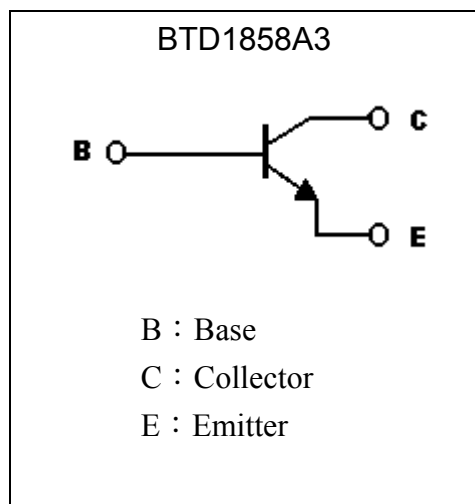 BTD1858A3
C
B
E
B：Base
C：Collector
E：Emitter